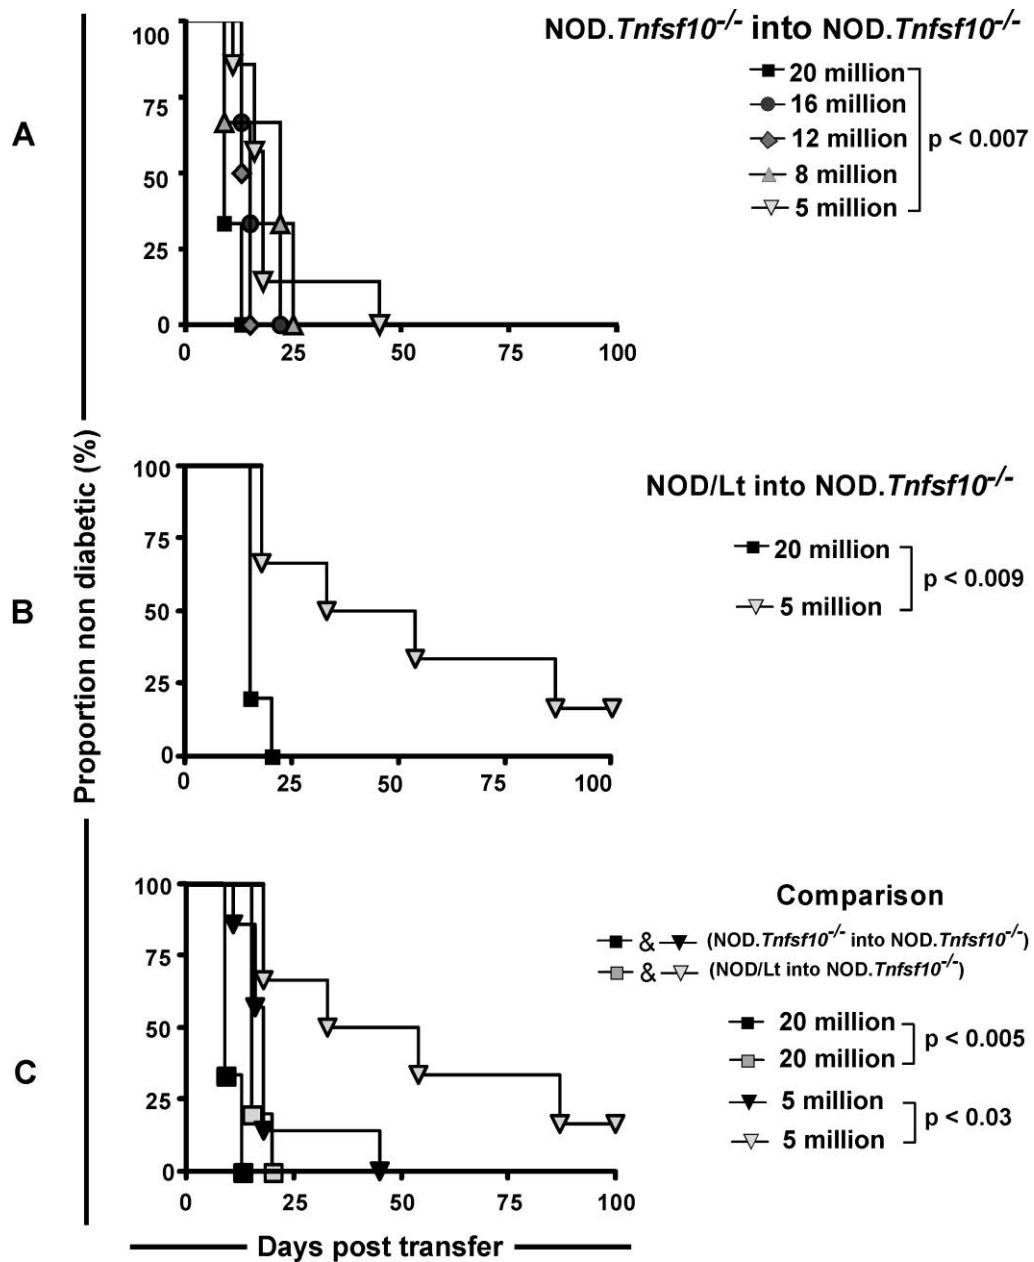 A
NOD.Tnfsf10-/- into NOD.Tnfsf10-/-
20 million
16 million
12 million
8 million
5 million
p < 0.007
100
75
50
25
0
0 25 50 75 100
B
NOD/Lt into NOD.Tnfsf10-/-
20 million
5 million
p < 0.009
100
75
50
25
0
0 25 50 75 100
Proportion non diabetic (%)
C
Comparison
& (NOD.Tnfsf10-/- into NOD.Tnfsf10-/-)
& (NOD/Lt into NOD.Tnfsf10-/-)
20 million
20 million
p < 0.005
5 million
5 million
p < 0.03
100
75
50
25
0
0 25 50 75 100
Days post transfer